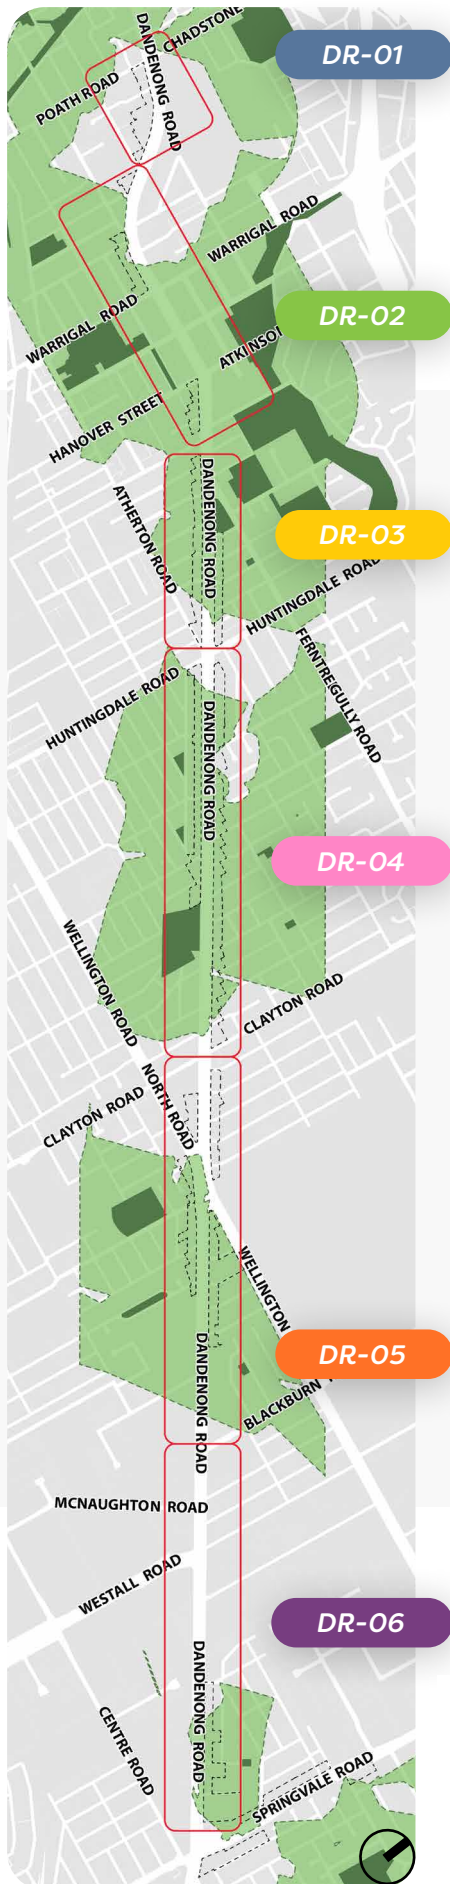 CHADSTONE
DANDENONG ROAD
DR-01
POATH ROAD
WARRIGAL ROAD
DR-02
WARRIGAL ROAD
HANOVER STREET
DANDENONG ROAD
ATHERTON ROAD
DR-03
HUNTINGDALE ROAD
FERNTREE GULLY ROAD
HUNTINGDALE ROAD
DANDENONG ROAD
DR-04
WELLINGTON ROAD
CLAYTON ROAD
NORTH ROAD
CLAYTON ROAD
WELLINGTON
DR-05
DANDENONG ROAD
BLACKBURN
MCNAUGHTON ROAD
WESTALL ROAD
DR-06
DANDENONG ROAD
CENTRE ROAD
SPRINGVALE ROAD